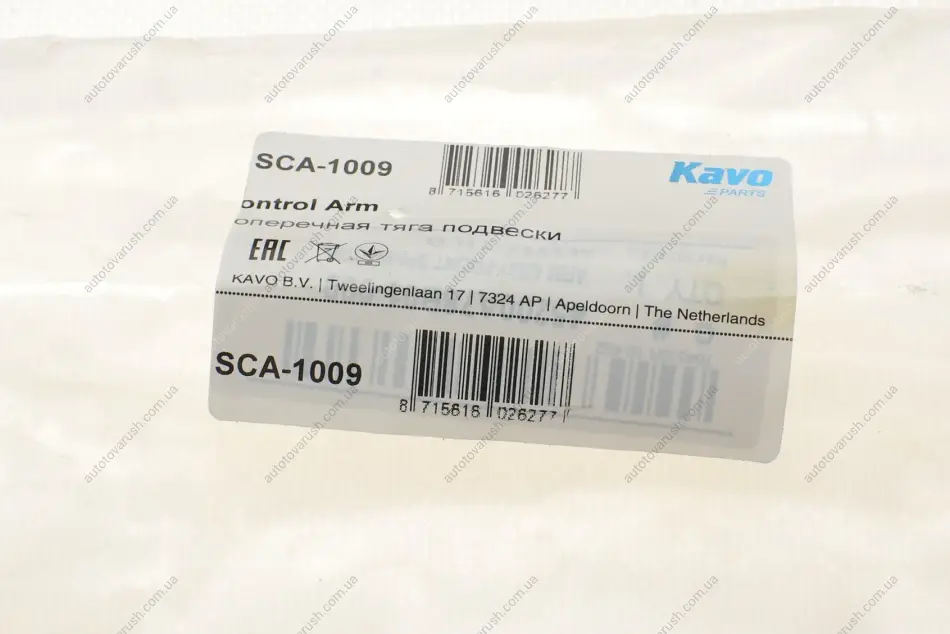 SCA-1009
8 715616 026277
Kavo
PARTS
ontrol Arm
оперечная тяга подвески
EAC
KAVO B.V. | Tweelingenlaan 17 | 7324 AP | Apeldoorn | The Netherlands
SCA-1009
8 715616 026277
autotovarush.com.ua